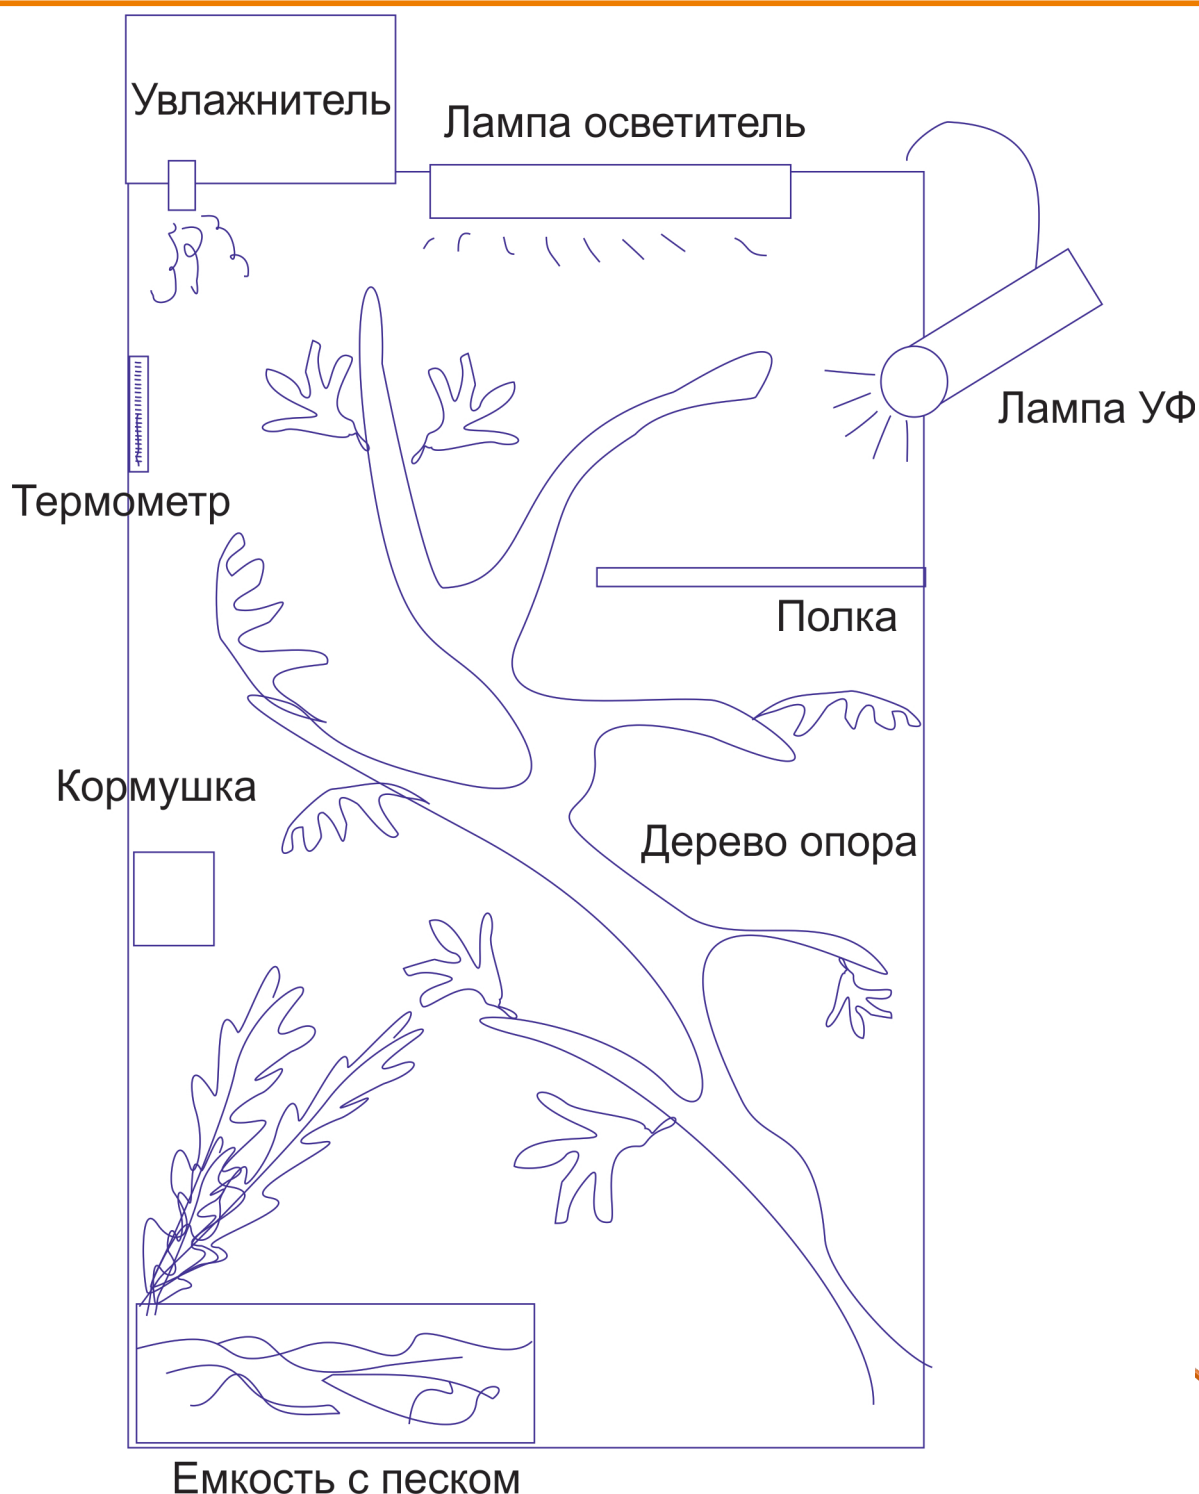 Увлажнитель
Лампа осветитель
Лампа УФ
Термометр
Полка
Кормушка
Дерево опора
Емкость с песком